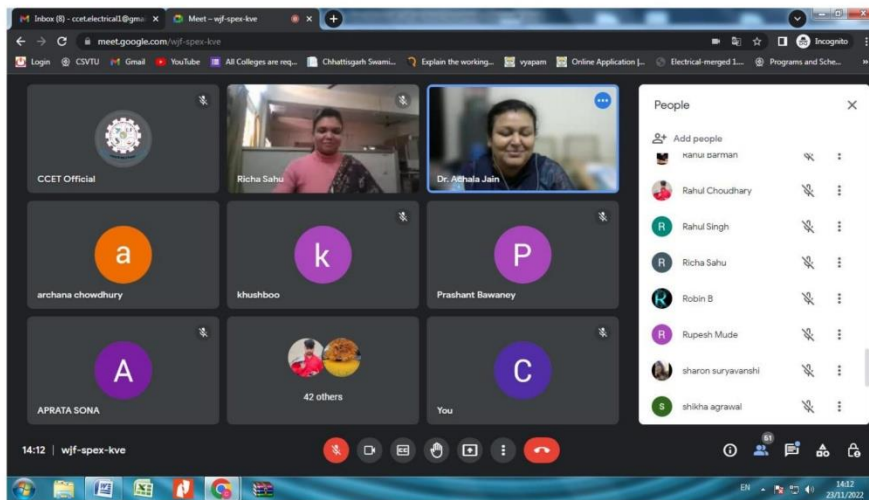 Inbox (8) - ccet.electrical1@gma
Meet – wjf-spex-kve
meet.google.com/wjf-spex-kve
Incognito
Login
CSVTU
Gmail
YouTube
All Colleges are req...
Chhattisgarh Swami...
Explain the working...
vyapam
Online Application |...
Electrical-merged 1....
Programs and Sche...
CCET Official
Richa Sahu
Dr. Achala Jain
a
archana chowdhury
k
khushboo
P
Prashant Bawaney
A
APRATA SONA
42 others
C
You
People
Add people
Rahul Barman
Rahul Choudhary
R
Rahul Singh
R
Richa Sahu
Robin B
R
Rupesh Mude
sharon suryavanshi
s
shikha agrawal
14:12 | wjf-spex-kve
CC
EN
14:12
23/11/2022